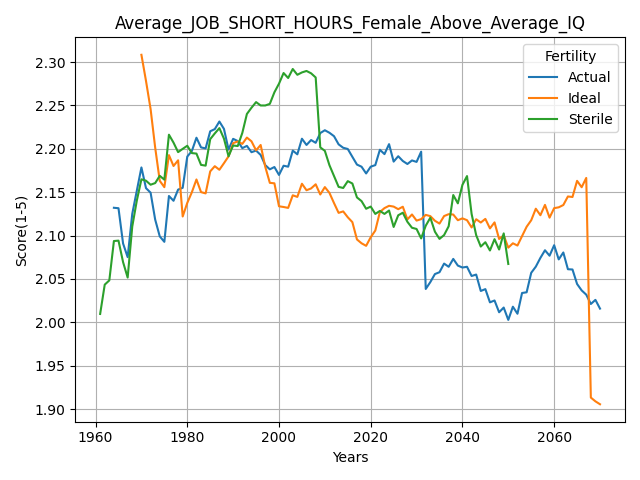 Average_JOB_SHORT_HOURS_Female_Above_Average_IQ
Fertility
Actual
Ideal
Sterile
Score(1-5)
2.30
2.25
2.20
2.15
2.10
2.05
2.00
1.95
1.90
1960 1980 2000 2020 2040 2060
Years